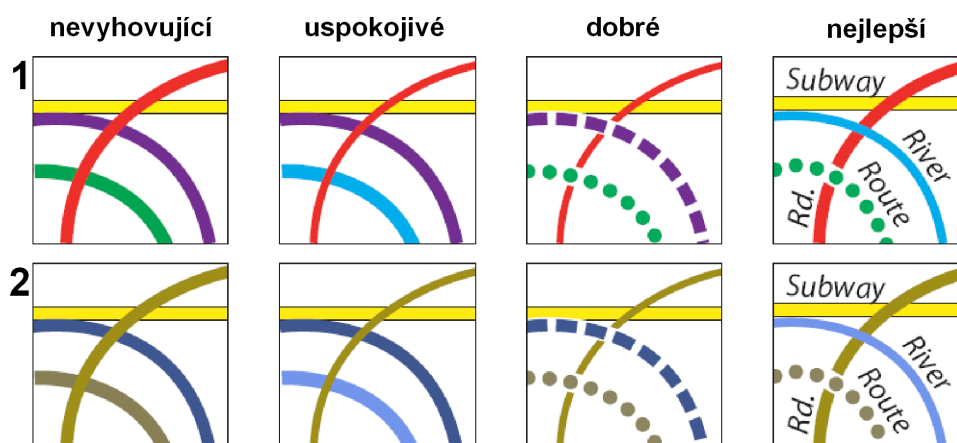 nevyhovující uspokojivé dobré nejlepší
1
Subway
River
Route
Rd.
2
Subway
River
Route
Rd.